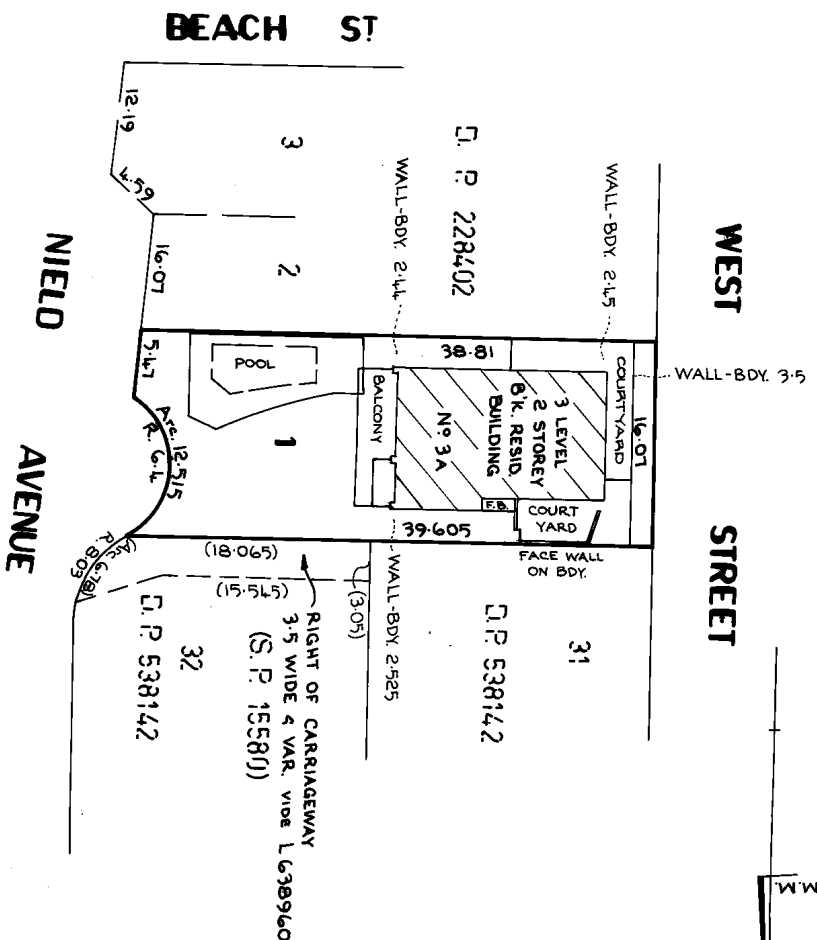 BEACH ST
WEST
STREET
NIELD
AVENUE
12·19
4·59
3
2
16·07
D. P. 228402
WALL-BDY. 2·44
WALL-BDY. 2·45
WALL-BDY. 3·5
5·47
Arc. 12·515
R. 6·4
POOL
1
BALCONY
38·81
3 LEVEL
2 STOREY
B'K. RESID.
BUILDING
Nº 3A
COURTYARD
16·07
F.B.
COURT
YARD
39·605
FACE WALL
ON BDY.
(Arc 6·78)
R. 8·03
(18·065)
(15·545)
(3·05)
WALL-BDY. 2·525
RIGHT OF CARRIAGEWAY
3·5 WIDE & VAR. VIDE L638960
(S. P. 15580)
32
D. P. 538142
31
D. P. 538142
M.M.